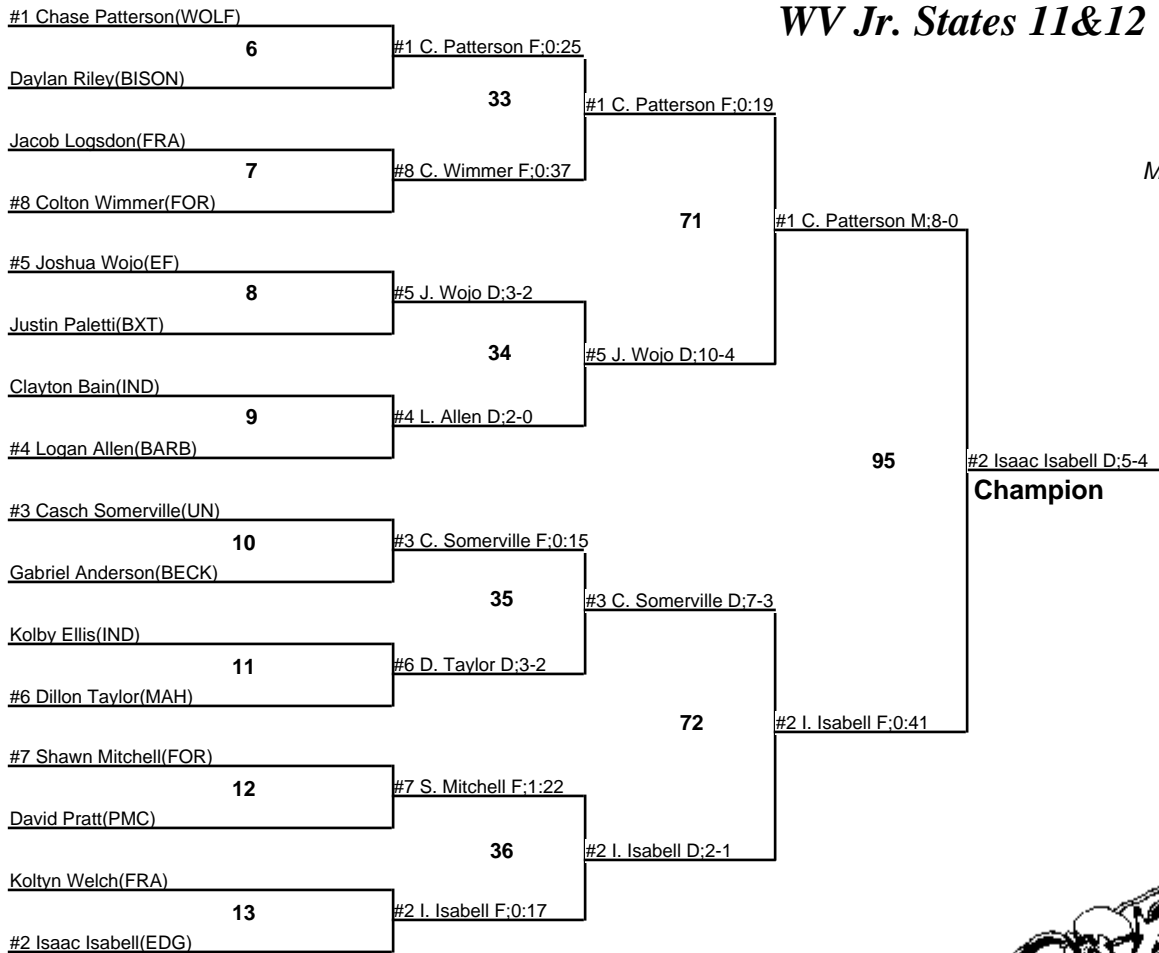 WV Jr. States 11&12
#1 Chase Patterson(WOLF)
6
Daylan Riley(BISON)
#1 C. Patterson F;0:25
33
Jacob Logsdon(FRA)
7
#8 Colton Wimmer(FOR)
#8 C. Wimmer F;0:37
#1 C. Patterson F;0:19
M
71
#5 Joshua Wojo(EF)
8
Justin Paletti(BXT)
#5 J. Wojo D;3-2
34
Clayton Bain(IND)
9
#4 Logan Allen(BARB)
#4 L. Allen D;2-0
#5 J. Wojo D;10-4
#1 C. Patterson M;8-0
95
#2 Isaac Isabell D;5-4
Champion
#3 Casch Somerville(UN)
10
Gabriel Anderson(BECK)
#3 C. Somerville F;0:15
35
Kolby Ellis(IND)
11
#6 Dillon Taylor(MAH)
#6 D. Taylor D;3-2
#3 C. Somerville D;7-3
72
#2 I. Isabell F;0:41
#7 Shawn Mitchell(FOR)
12
David Pratt(PMC)
#7 S. Mitchell F;1:22
36
Koltyn Welch(FRA)
13
#2 Isaac Isabell(EDG)
#2 I. Isabell F;0:17
#2 I. Isabell D;2-1